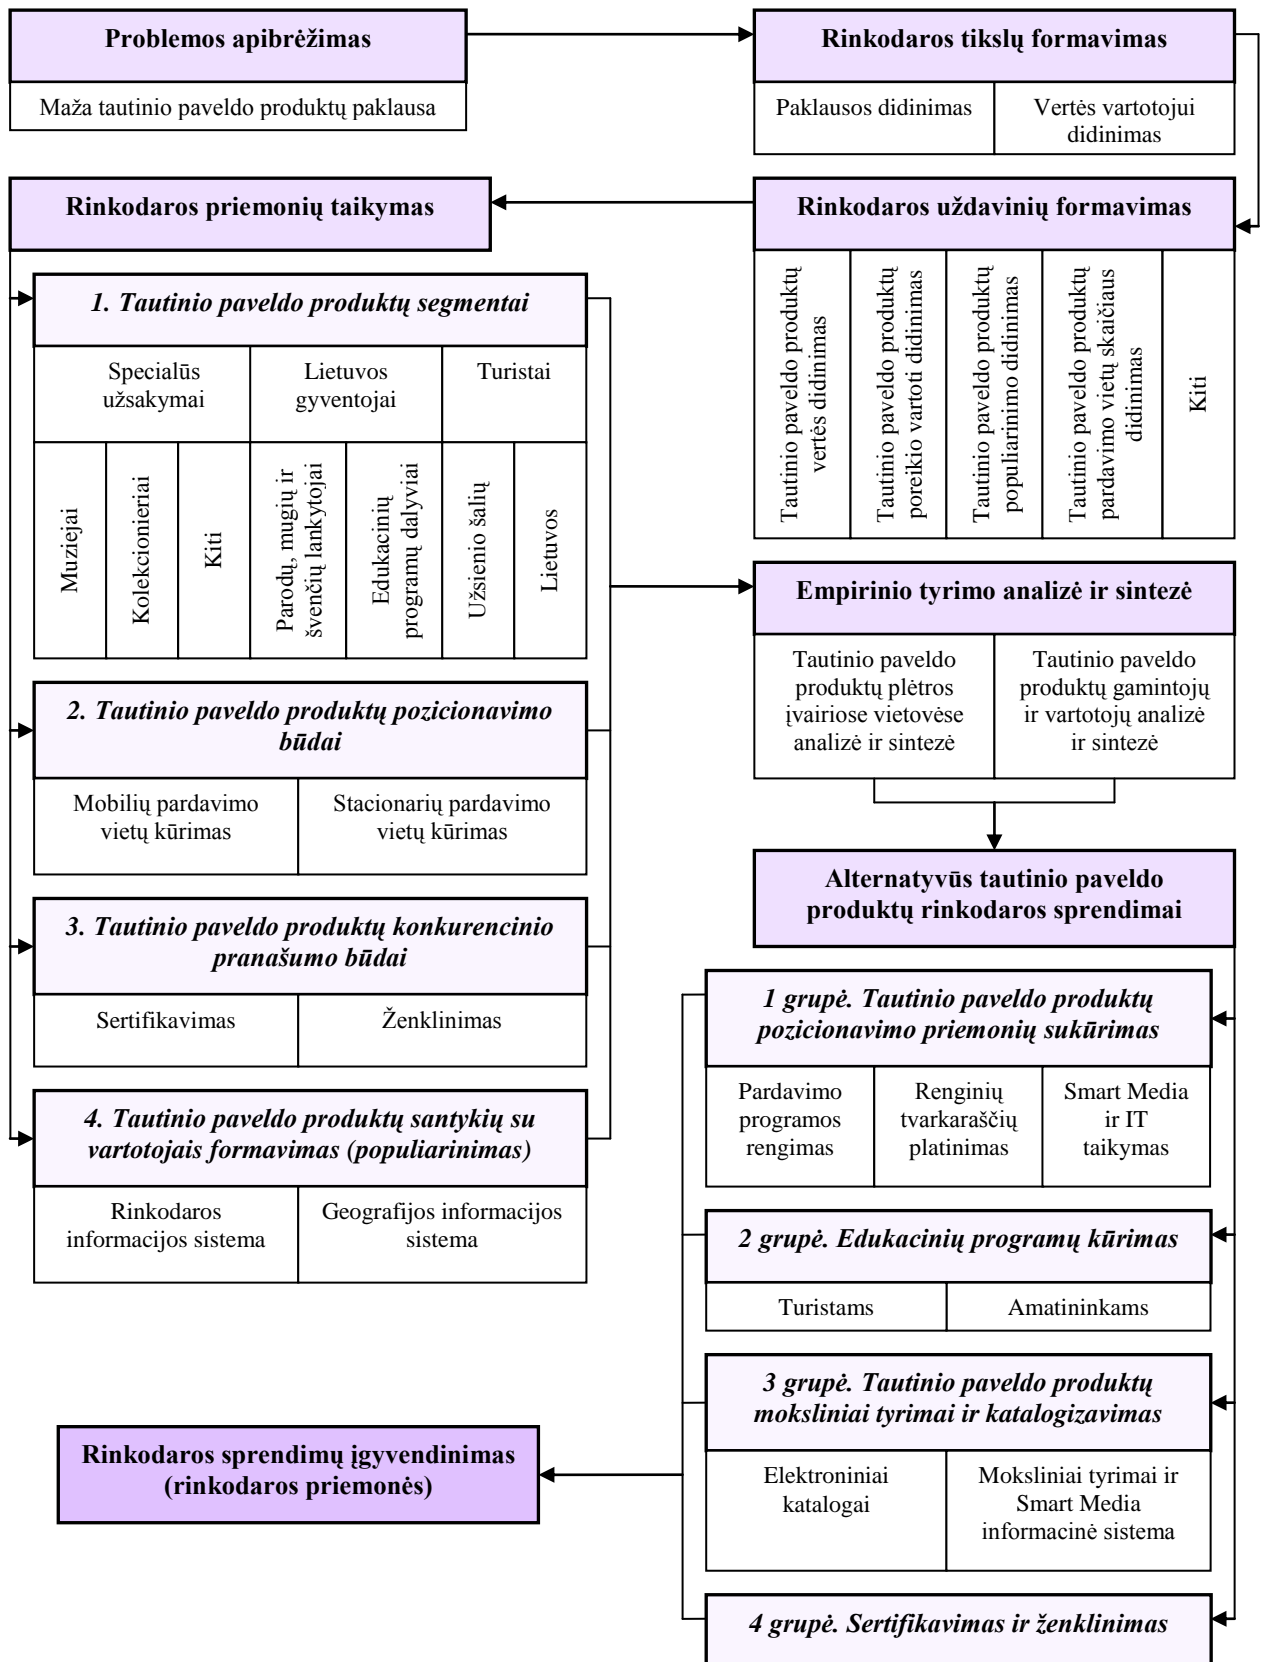 Problemos apibrėžimas
Maža tautinio paveldo produktų paklausa
Rinkodaros tikslų formavimas
Paklausos didinimas
Vertės vartotojui
didinimas
Rinkodaros priemonių taikymas
Rinkodaros uždavinių formavimas
Tautinio paveldo produktų
vertės didinimas
Tautinio paveldo produktų
poreikio vartoti didinimas
Tautinio paveldo produktų
populiarinimo didinimas
Tautinio paveldo produktų
pardavimo vietų skaičiaus
didinimas
Kiti
1. Tautinio paveldo produktų segmentai
Specialūs
užsakymai
Lietuvos
gyventojai
Turistai
Muziejai
Kolekcionieriai
Kiti
Parodų, mugių ir
švenčių lankytojai
Edukacinių
programų dalyviai
Užsienio šalių
Lietuvos
Empirinio tyrimo analizė ir sintezė
Tautinio paveldo
produktų plėtros
įvairiose vietovėse
analizė ir sintezė
Tautinio paveldo
produktų gamintojų
ir vartotojų analizė
ir sintezė
2. Tautinio paveldo produktų pozicionavimo
būdai
Mobilių pardavimo
vietų kūrimas
Stacionarių pardavimo
vietų kūrimas
3. Tautinio paveldo produktų konkurencinio
pranašumo būdai
Sertifikavimas
Ženklinimas
4. Tautinio paveldo produktų santykių su
vartotojais formavimas (populiarinimas)
Rinkodaros
informacijos sistema
Geografijos informacijos
sistema
Alternatyvūs tautinio paveldo
produktų rinkodaros sprendimai
1 grupė. Tautinio paveldo produktų
pozicionavimo priemonių sukūrimas
Pardavimo
programos
rengimas
Renginių
tvarkaraščių
platinimas
Smart Media
ir IT
taikymas
2 grupė. Edukacinių programų kūrimas
Turistams
Amatininkams
3 grupė. Tautinio paveldo produktų
moksliniai tyrimai ir katalogizavimas
Elektroniniai
katalogai
Moksliniai tyrimai ir
Smart Media
informacinė sistema
4 grupė. Sertifikavimas ir ženklinimas
Rinkodaros sprendimų įgyvendinimas
(rinkodaros priemonės)